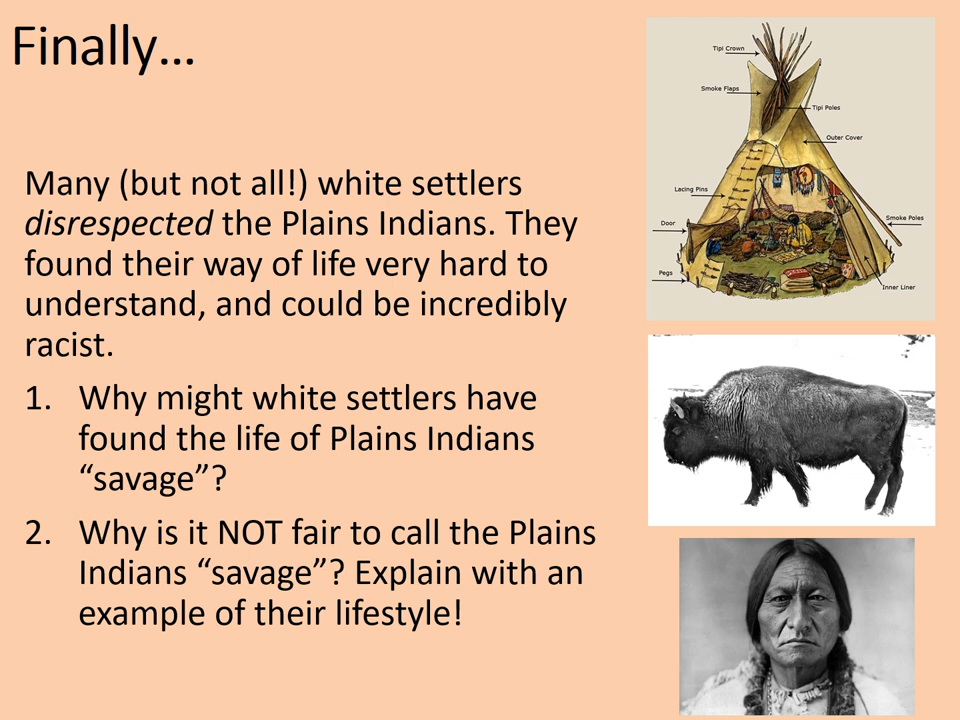 Finally…
Many (but not all!) white settlers
disrespected the Plains Indians. They
found their way of life very hard to
understand, and could be incredibly
racist.
1. Why might white settlers have
found the life of Plains Indians
“savage”?
2. Why is it NOT fair to call the Plains
Indians “savage”? Explain with an
example of their lifestyle!
Tipi Crown
Smoke Flaps
Tipi Poles
Outer Cover
Lacing Pins
Smoke Poles
Door
Pegs
Inner Liner